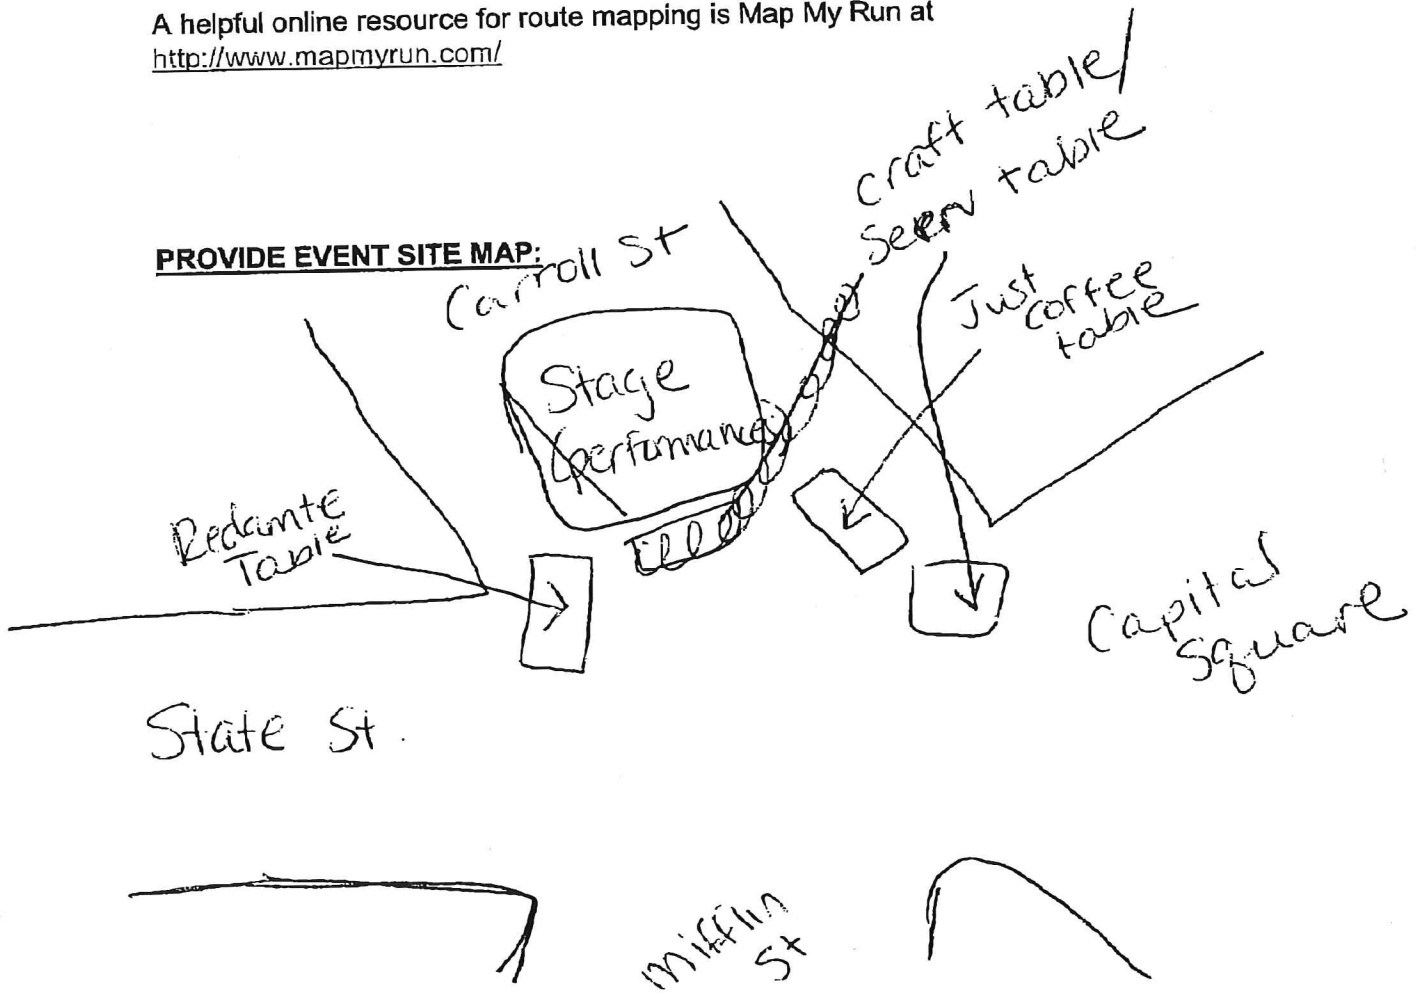 A helpful online resource for route mapping is Map My Run at
http://www.mapmyrun.com/
craft table/
Serrv table
PROVIDE EVENT SITE MAP:
Carroll St
Just
coffee
table
Stage
(performance)
Redamte
Table
Capital
Square
State St.
Mifflin
St